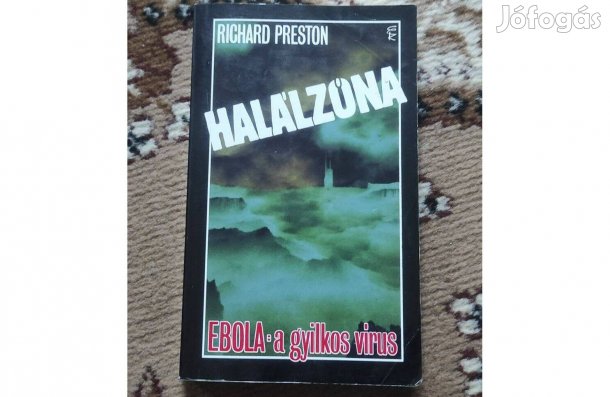 Jófogás
RICHARD PRESTON
HALÁLZÓNA
EBOLA: a gyilkos vírus